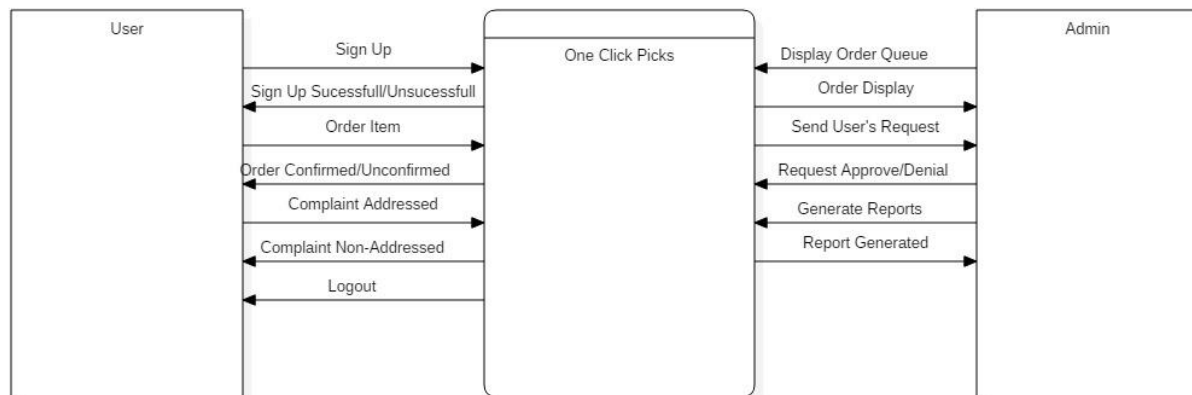 User
One Click Picks
Admin
Sign Up
Sign Up Sucessfull/Unsucessfull
Order Item
Order Confirmed/Unconfirmed
Complaint Addressed
Complaint Non-Addressed
Logout
Display Order Queue
Order Display
Send User's Request
Request Approve/Denial
Generate Reports
Report Generated